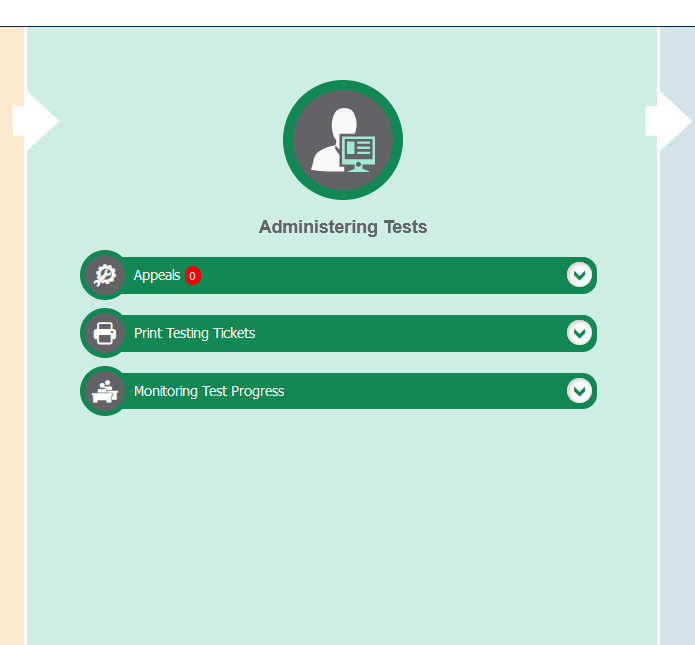 Administering Tests
Appeals 0
Print Testing Tickets
Monitoring Test Progress